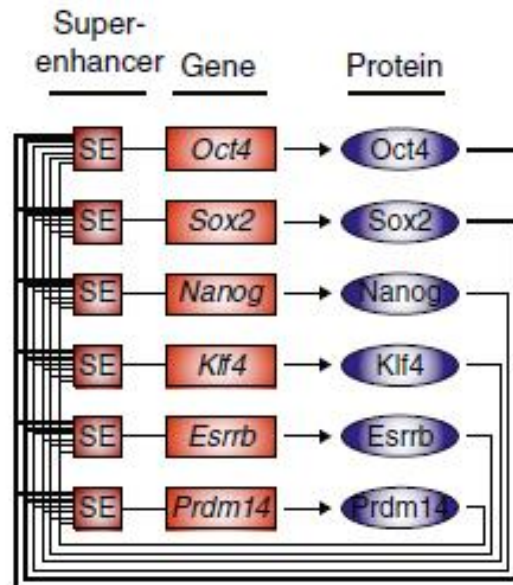 Super-
enhancer Gene Protein
SE Oct4 Oct4
SE Sox2 Sox2
SE Nanog Nanog
SE Klf4 Klf4
SE Esrrb Esrrb
SE Prdm14 Prdm14